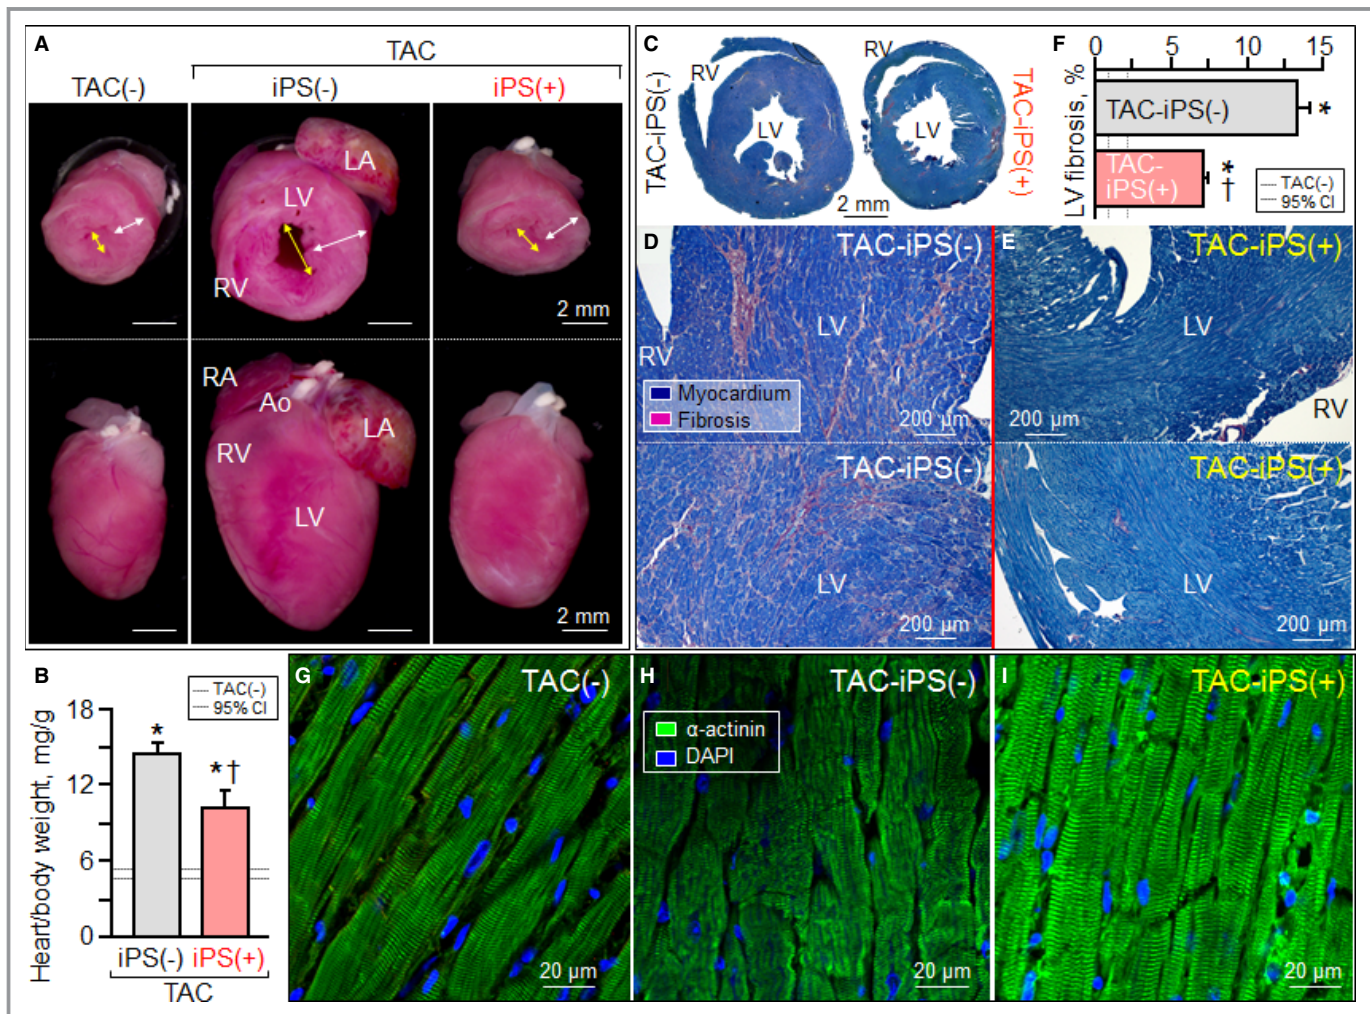 A
TAC
TAC(-)
iPS(-)
iPS(+)
LA
LV
RV
2 mm
RA
Ao
LA
RV
LV
2 mm
B
TAC(-)
95% CI
Heart/body weight, mg/g
18
12
6
0
*
*†
iPS(-)
iPS(+)
TAC
C
TAC-iPS(-)
RV
LV
RV
LV
TAC-iPS(+)
2 mm
F
0
5
10
15
LV fibrosis, %
TAC-iPS(-)
*
TAC-
iPS(+)
*
†
TAC(-)
95% CI
D
TAC-iPS(-)
LV
RV
Myocardium
Fibrosis
200 µm
TAC-iPS(-)
LV
200 µm
E
TAC-iPS(+)
LV
RV
200 µm
TAC-iPS(+)
LV
200 µm
G
TAC(-)
20 µm
H
TAC-iPS(-)
α-actinin
DAPI
20 µm
I
TAC-iPS(+)
20 µm